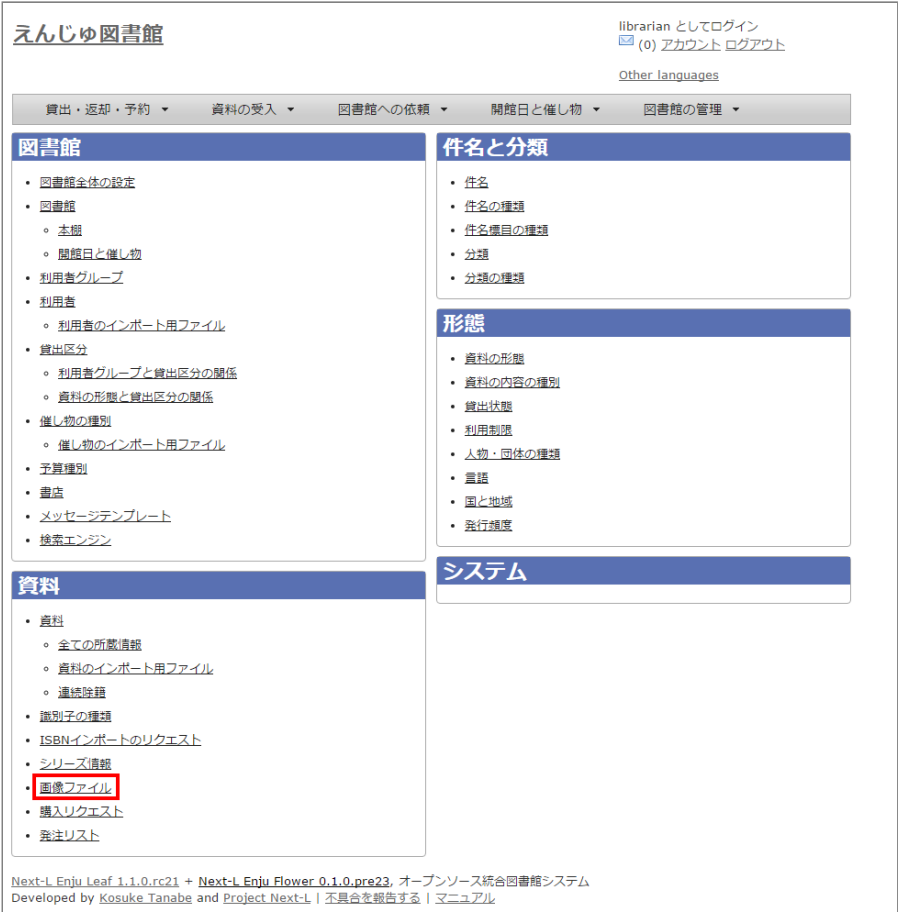 えんじゅ図書館
librarian としてログイン
(0) アカウント ログアウト
Other languages
貸出・返却・予約 ▼ 資料の受入 ▼ 図書館への依頼 ▼ 開館日と催し物 ▼ 図書館の管理 ▼
図書館
図書館全体の設定
図書館
本棚
開館日と催し物
利用者グループ
利用者
利用者のインポート用ファイル
貸出区分
利用者グループと貸出区分の関係
資料の形態と貸出区分の関係
催し物の種別
催し物のインポート用ファイル
予算種別
書店
メッセージテンプレート
検索エンジン
資料
資料
全ての所蔵情報
資料のインポート用ファイル
連続除籍
識別子の種類
ISBNインポートのリクエスト
シリーズ情報
画像ファイル
購入リクエスト
発注リスト
件名と分類
件名
件名の種類
件名標目の種類
分類
分類の種類
形態
資料の形態
資料の内容の種別
貸出状態
利用制限
人物・団体の種類
言語
国と地域
発行頻度
システム
Next-L Enju Leaf 1.1.0.rc21 + Next-L Enju Flower 0.1.0.pre23, オープンソース統合図書館システム
Developed by Kosuke Tanabe and Project Next-L | 不具合を報告する | マニュアル